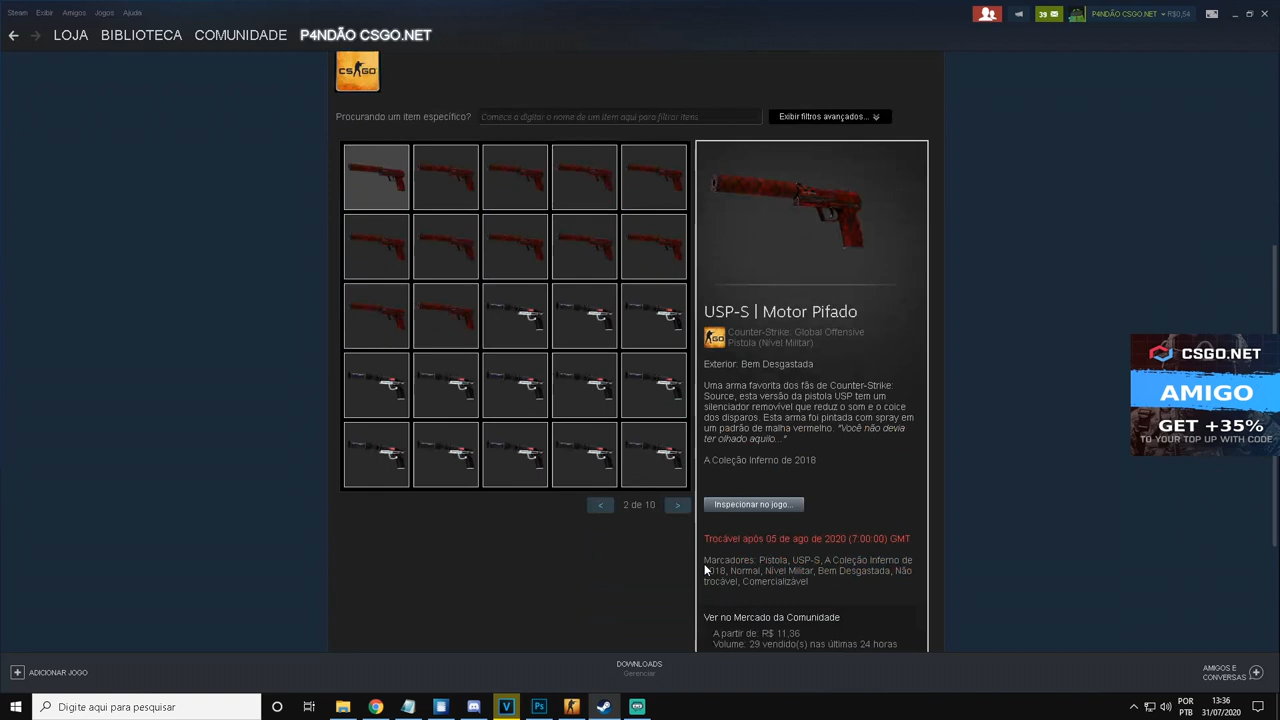 Steam Exibir Amigos Jogos Ajuda
39
P4NDÃO CSGO.NET
R$0,54
LOJA BIBLIOTECA COMUNIDADE P4NDÃO CSGO.NET
CS GO
Procurando um item específico?
Comece a digitar o nome de um item aqui para filtrar itens
Exibir filtros avançados...
USP-S | Motor Pifado
Counter-Strike: Global Offensive
Pistola (Nível Militar)
Exterior: Bem Desgastada
Uma arma favorita dos fãs de Counter-Strike:
Source, esta versão da pistola USP tem um
silenciador removível que reduz o som e o coice
dos disparos. Esta arma foi pintada com spray em
um padrão de malha vermelho. "Você não devia
ter olhado aquilo..."
A Coleção Inferno de 2018
< 2 de 10 >
Inspecionar no jogo...
Trocável após 05 de ago de 2020 (7:00:00) GMT
Marcadores: Pistola, USP-S, A Coleção Inferno de
2018, Normal, Nível Militar, Bem Desgastada, Não
trocável, Comercializável
Ver no Mercado da Comunidade
A partir de: R$ 11,36
Volume: 29 vendido(s) nas últimas 24 horas
CSGO.NET
AMIGO
GET +35%
TO YOUR TOP UP WITH CODE
ADICIONAR JOGO
DOWNLOADS
Gerenciar
AMIGOS E
CONVERSAS
Digite aqui para pesquisar
POR
PTB
13:36
31/07/2020